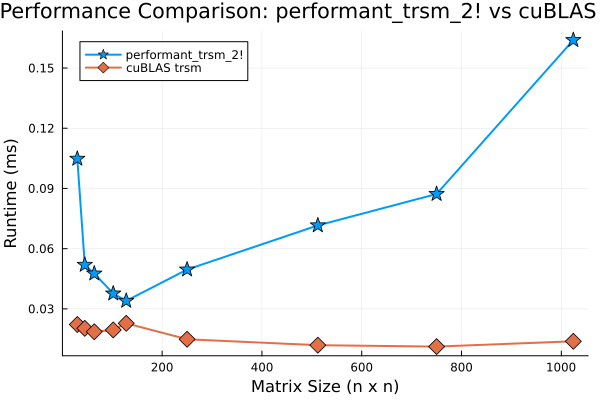 Performance Comparison: performant_trsm_2! vs cuBLAS
performant_trsm_2!
cuBLAS trsm
Runtime (ms)
0.15
0.12
0.09
0.06
0.03
200
400
600
800
1000
Matrix Size (n x n)